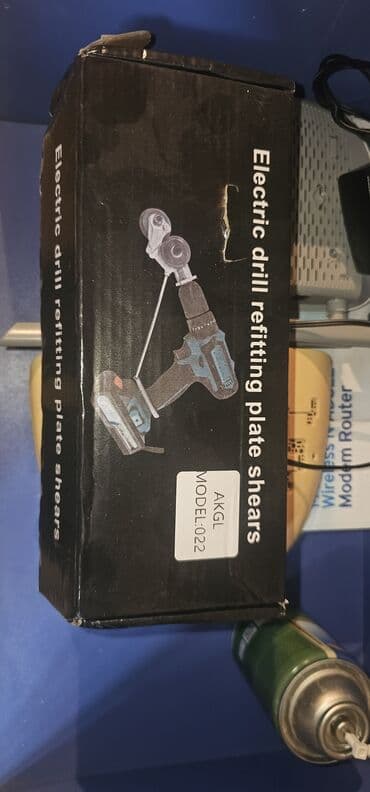 Electric drill refitting plate shears
AKGL
MODEL:022
Electric drill refitting plate shears
Modem Router